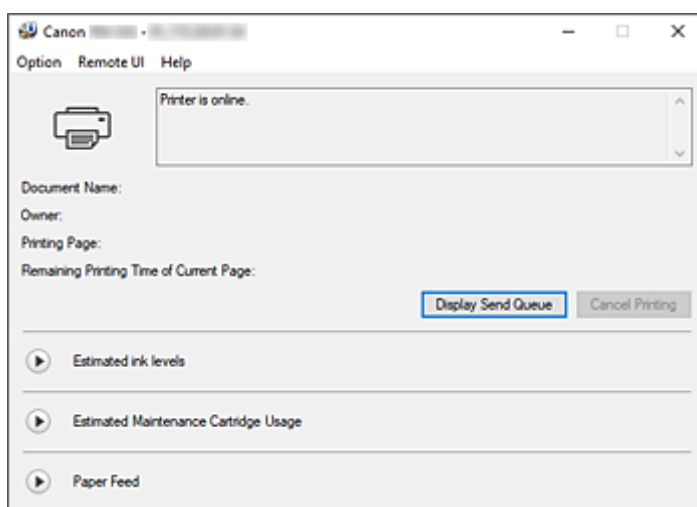 Canon -
Option Remote UI Help
Printer is online.
Document Name:
Owner:
Printing Page:
Remaining Printing Time of Current Page:
Display Send Queue Cancel Printing
Estimated ink levels
Estimated Maintenance Cartridge Usage
Paper Feed